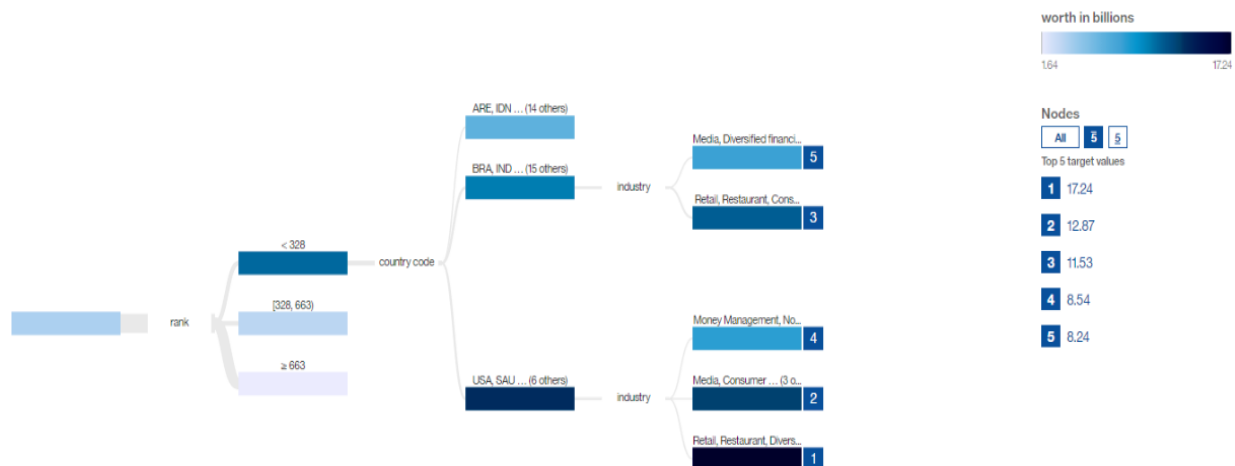 worth in billions
1.64 17.24
Nodes
All 5 5
Top 5 target values
1 17.24
2 12.87
3 11.53
4 8.54
5 8.24
rank
< 328
[328, 663)
≥ 663
country code
ARE, IDN ... (14 others)
BRA, IND ... (15 others)
USA, SAU ... (6 others)
industry
Media, Diversified financi...
5
Retail, Restaurant, Cons...
3
industry
Money Management, No...
4
Media, Consumer ... (3 o...
2
Retail, Restaurant, Divers...
1